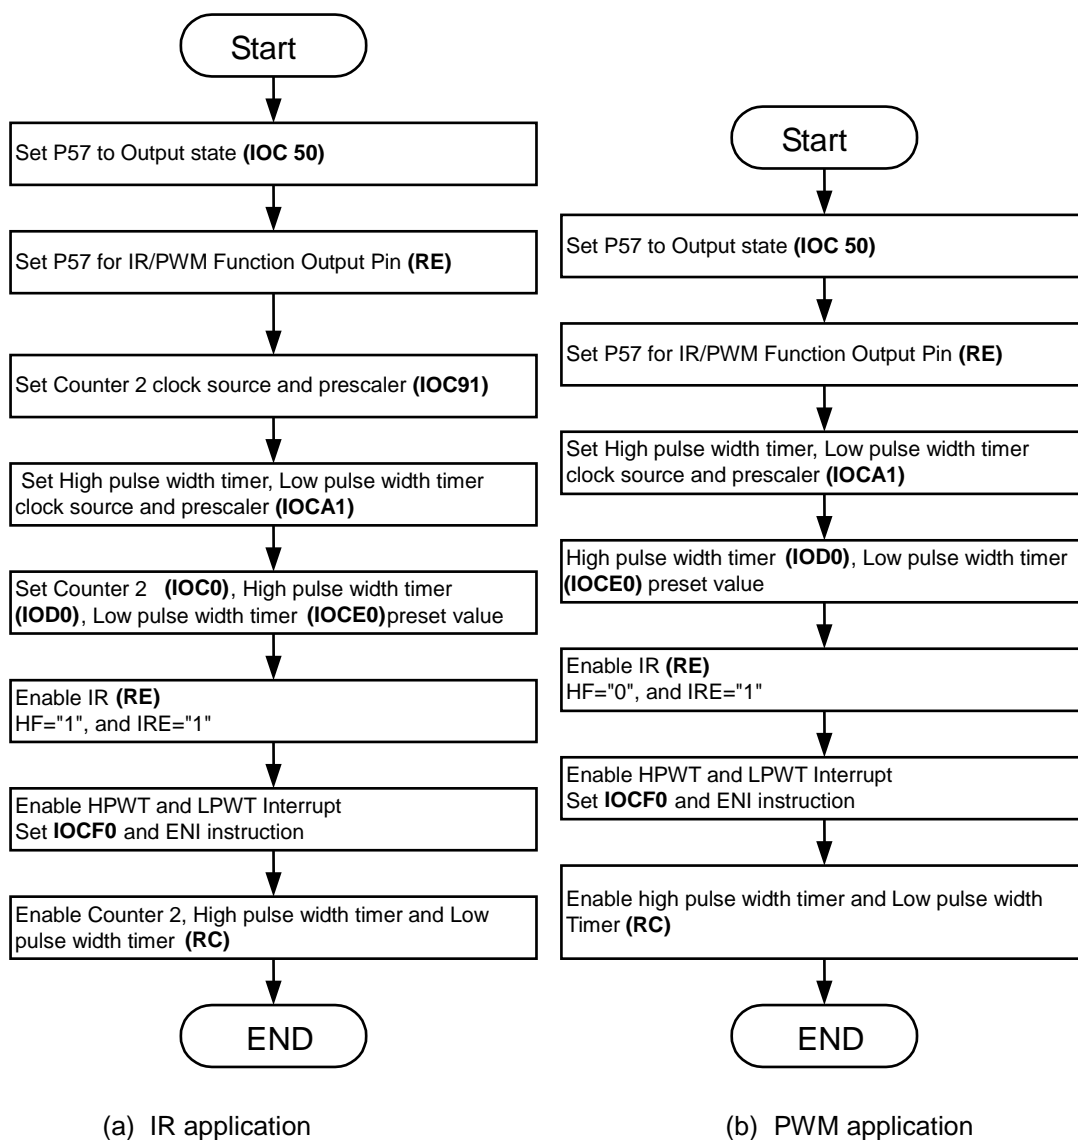 Start
Set P57 to Output state (IOC 50)
Set P57 for IR/PWM Function Output Pin (RE)
Set Counter 2 clock source and prescaler (IOC91)
Set High pulse width timer, Low pulse width timer
clock source and prescaler (IOCA1)
Set Counter 2 (IOC0), High pulse width timer
(IOD0), Low pulse width timer (IOCE0)preset value
Enable IR (RE)
HF="1", and IRE="1"
Enable HPWT and LPWT Interrupt
Set IOCF0 and ENI instruction
Enable Counter 2, High pulse width timer and Low
pulse width timer (RC)
END
(a) IR application
Start
Set P57 to Output state (IOC 50)
Set P57 for IR/PWM Function Output Pin (RE)
Set High pulse width timer, Low pulse width timer
clock source and prescaler (IOCA1)
High pulse width timer (IOD0), Low pulse width timer
(IOCE0) preset value
Enable IR (RE)
HF="0", and IRE="1"
Enable HPWT and LPWT Interrupt
Set IOCF0 and ENI instruction
Enable high pulse width timer and Low pulse width
Timer (RC)
END
(b) PWM application